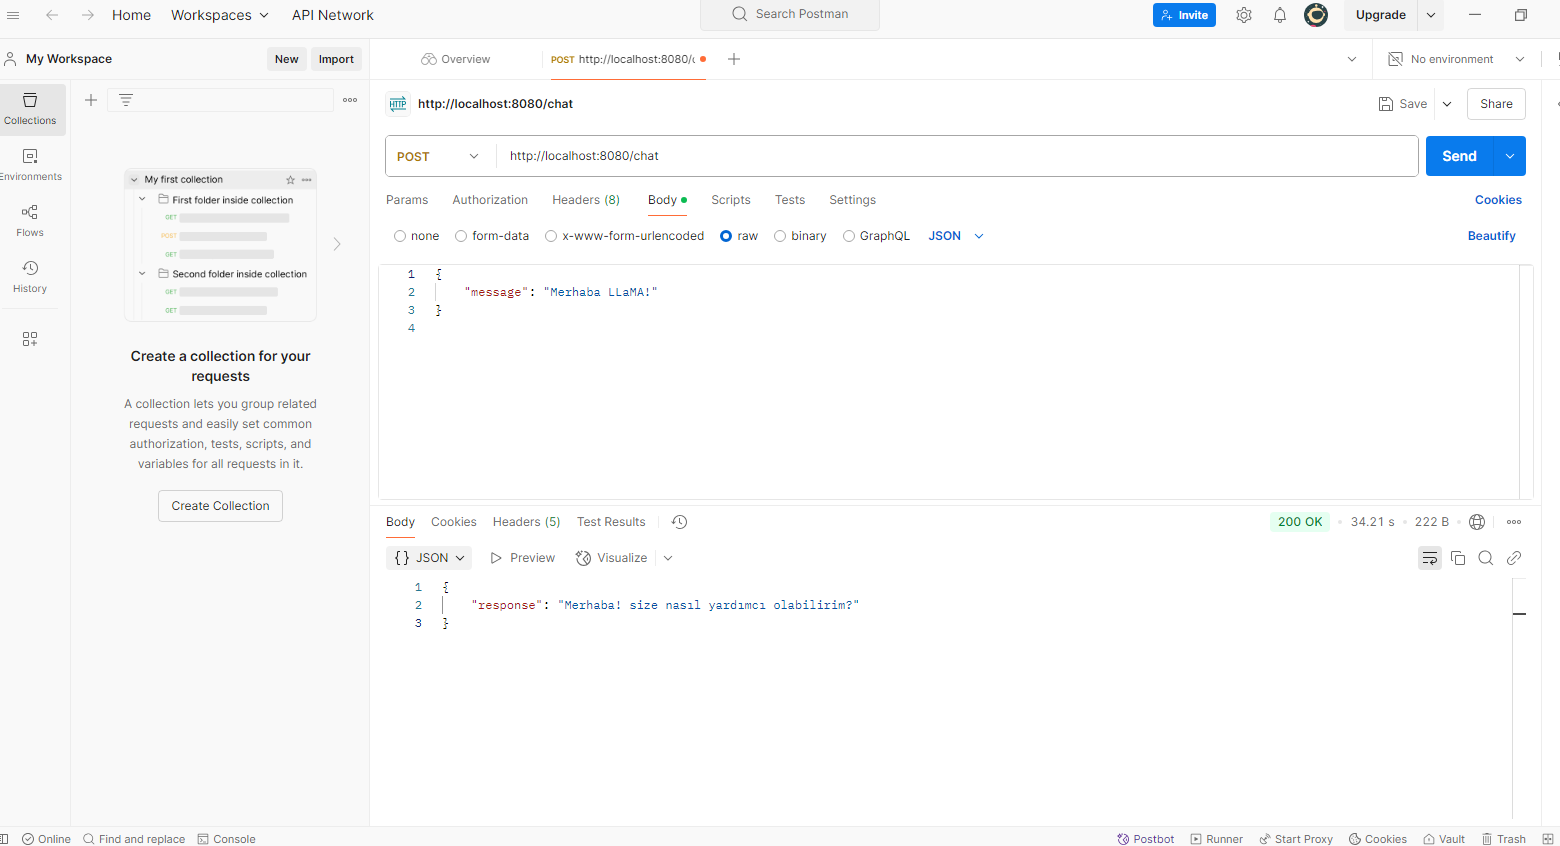 Home Workspaces API Network Search Postman Invite Upgrade
My Workspace New Import Overview POST http://localhost:8080/c No environment
Collections
Environments
Flows
History
My first collection
First folder inside collection
GET
POST
GET
Second folder inside collection
GET
GET
Create a collection for your
requests
A collection lets you group related
requests and easily set common
authorization, tests, scripts, and
variables for all requests in it.
Create Collection
HTTP http://localhost:8080/chat Save Share
POST http://localhost:8080/chat Send
Params Authorization Headers (8) Body Scripts Tests Settings Cookies
none form-data x-www-form-urlencoded raw binary GraphQL JSON Beautify
1 {
2 "message": "Merhaba LLaMA!"
3 }
4
Body Cookies Headers (5) Test Results 200 OK 34.21 s 222 B
{} JSON Preview Visualize
1 {
2 "response": "Merhaba! size nasıl yardımcı olabilirim?"
3 }
Online Find and replace Console Postbot Runner Start Proxy Cookies Vault Trash